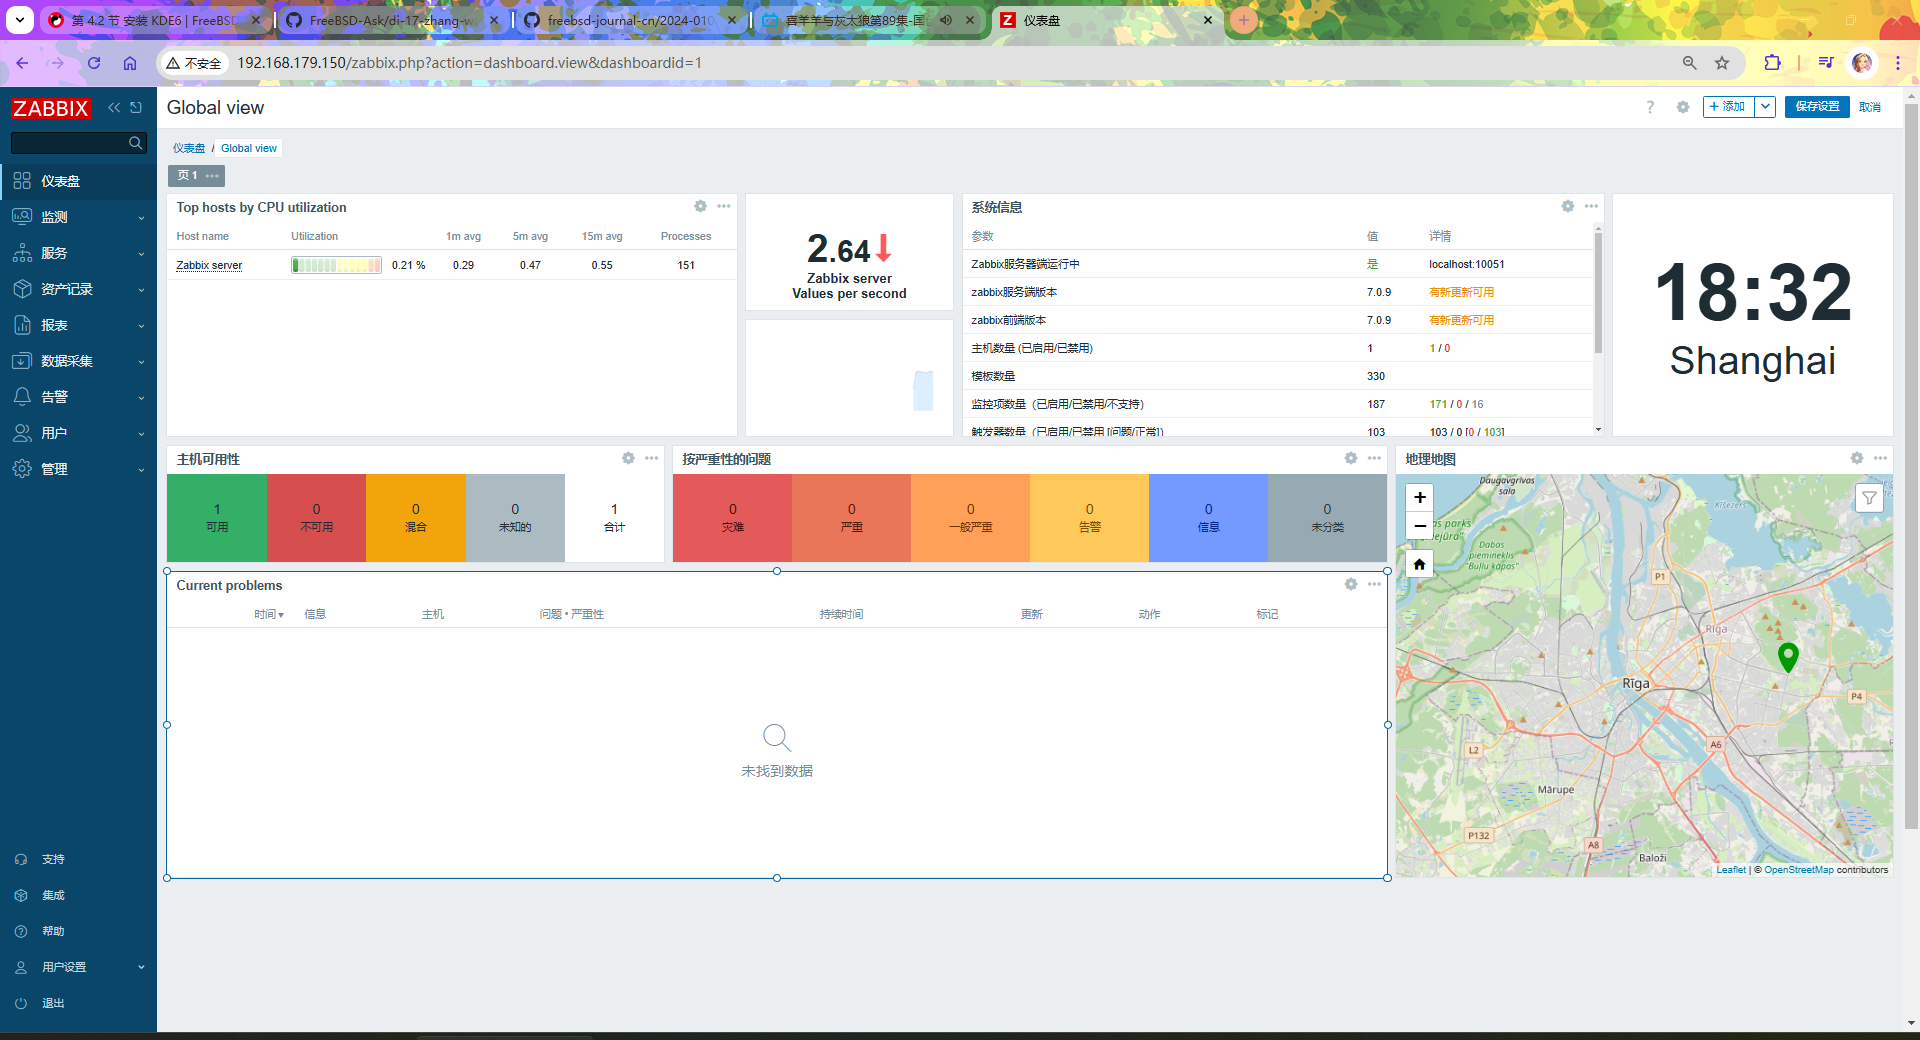 第 4.2 节 安装 KDE6 | FreeBSD
FreeBSD-Ask/di-17-zhang-w
freebsd-journal-cn/2024-010
喜羊羊与灰太狼第89集-国
仪表盘
不安全
192.168.179.150/zabbix.php?action=dashboard.view&dashboardid=1
ZABBIX
仪表盘
监测
服务
资产记录
报表
数据采集
告警
用户
管理
支持
集成
帮助
用户设置
退出
Global view
?
+ 添加
保存设置
取消
仪表盘 / Global view
页 1
Top hosts by CPU utilization
Host name Utilization 1m avg 5m avg 15m avg Processes
Zabbix server 0.21 % 0.29 0.47 0.55 151
2.64
Zabbix server
Values per second
系统信息
参数 值 详情
Zabbix服务器端运行中 是 localhost:10051
zabbix服务端版本 7.0.9 有新更新可用
zabbix前端版本 7.0.9 有新更新可用
主机数量 (已启用/已禁用) 1 1 / 0
模板数量 330
监控项数量（已启用/已禁用/不支持） 187 171 / 0 / 16
触发器数量（已启用/已禁用 [问题/正常]） 103 103 / 0 [0 / 103]
18:32
Shanghai
主机可用性
1 0 0 0 1
可用 不可用 混合 未知的 合计
按严重性的问题
0 0 0 0 0 0
灾难 严重 一般严重 告警 信息 未分类
Current problems
时间 信息 主机 问题 • 严重性 持续时间 更新 动作 标记
未找到数据
地理地图
+
−
Daugavgrīvas
sala
Ķīšezers
Dabas
piemineklis
"Buļļu kāpas"
P1
Rīga
Rīga
P4
A6
L2
Mārupe
P132
A8
Baloži
Leaflet | © OpenStreetMap contributors